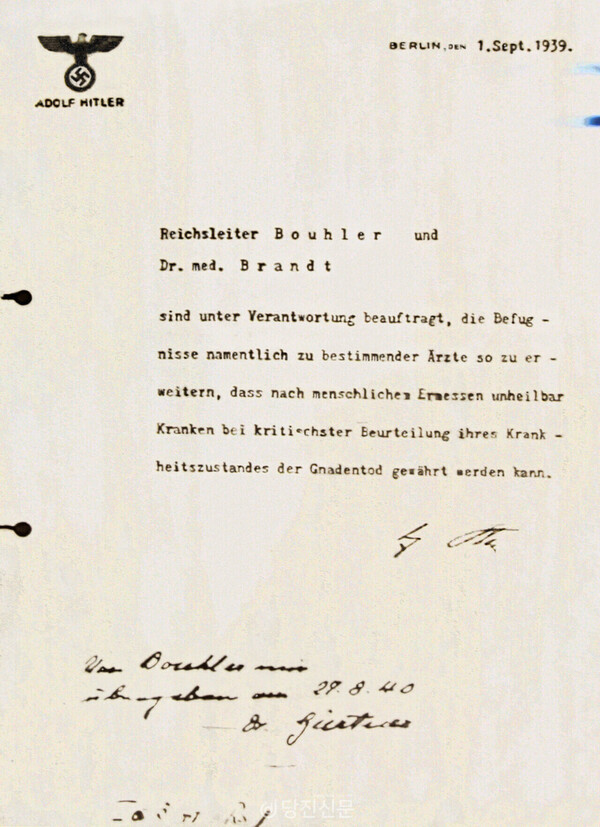 BERLIN, DEN 1.Sept.1939.
ADOLF HITLER
Reichsleiter Bouhler und
Dr. med. Brandt
sind unter Verantwortung beauftragt, die Befug -
nisse namentlich zu bestimmender Ärzte so zu er -
weitern, dass nach menschlichem Ermessen unheilbar
Kranken bei kritischster Beurteilung ihres Krank -
heitszustandes der Gnadentod gewährt werden kann.
Von Bouhler mir
übergeben am 27.8.40
Dr. Gürtner
당진신문